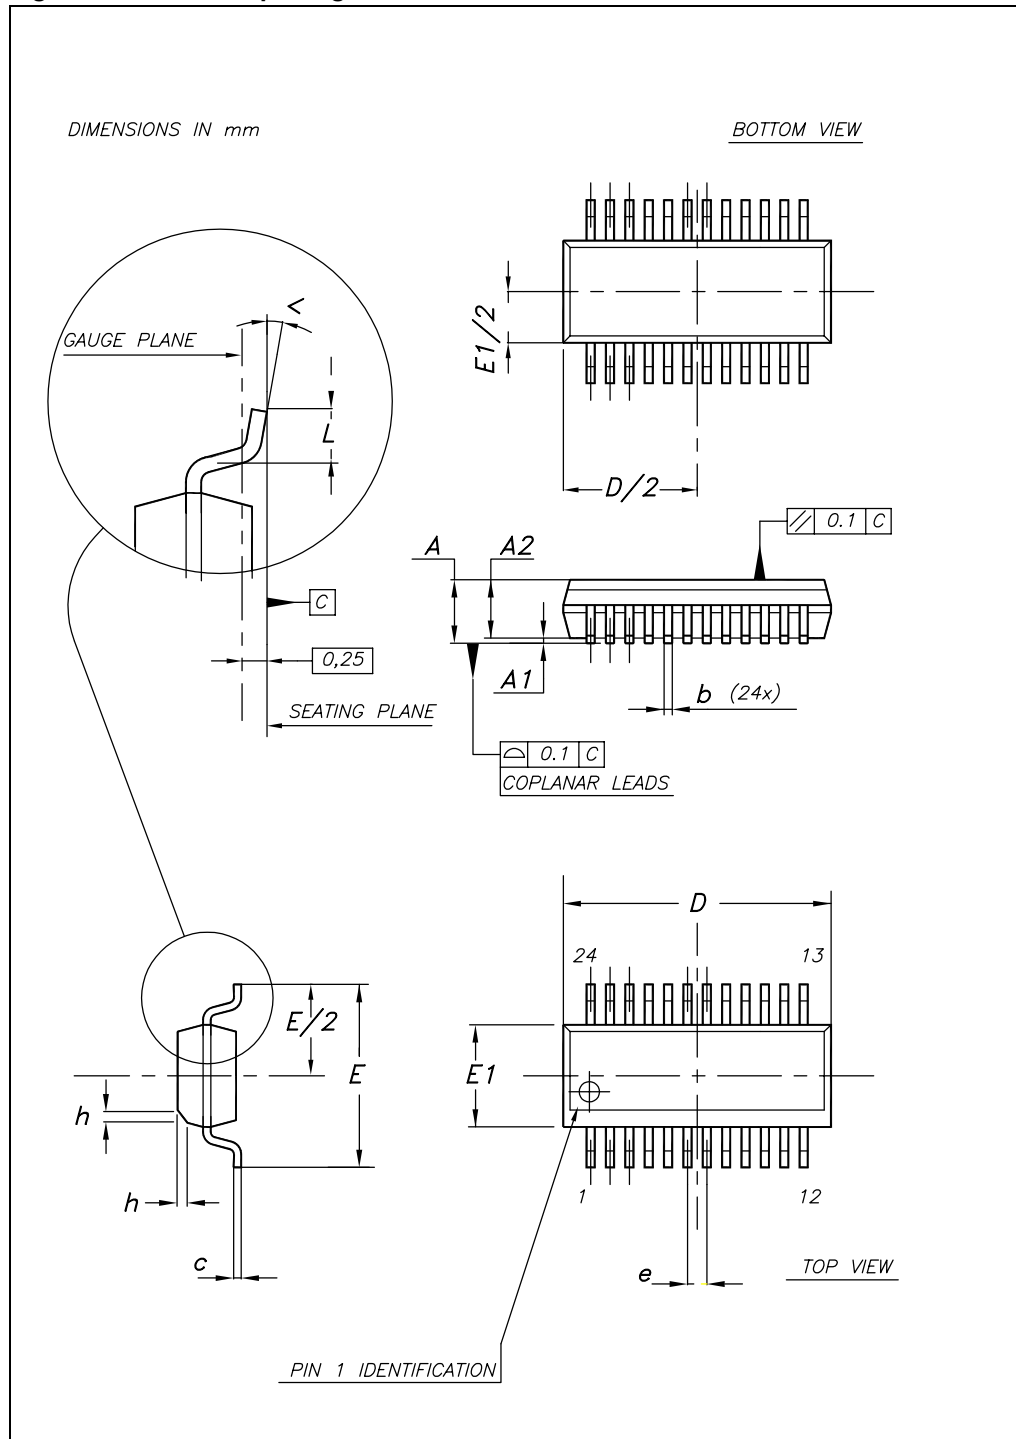 DIMENSIONS IN mm
BOTTOM VIEW
GAUGE PLANE
<
L
E1/2
D/2
// 0.1 C
A
A2
C
0,25
A1
b (24x)
SEATING PLANE
0.1 C
COPLANAR LEADS
D
24
13
E/2
E
E1
h
h
1
12
c
e
TOP VIEW
PIN 1 IDENTIFICATION